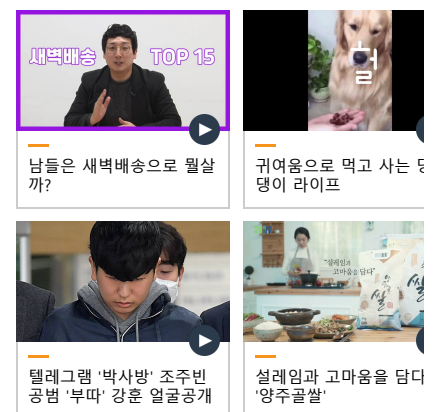 새벽배송 TOP 15
헐
남들은 새벽배송으로 뭘살
까?
귀여움으로 먹고 사는
댕이 라이프
"설레임과
고마움을 담다"
쌀
쌀
텔레그램 '박사방' 조주빈
공범 '부따' 강훈 얼굴공개
설레임과 고마움을 담다
'양주골쌀'